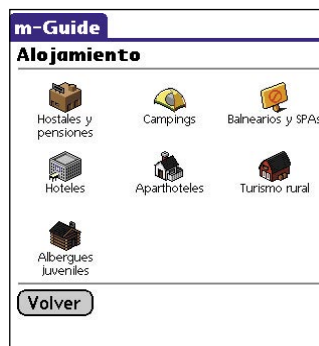 m-Guide
Alojamiento
Hostales y
pensiones
Campings
Balnearios y SPAs
Hoteles
Aparthoteles
Turismo rural
Albergues
juveniles
Volver